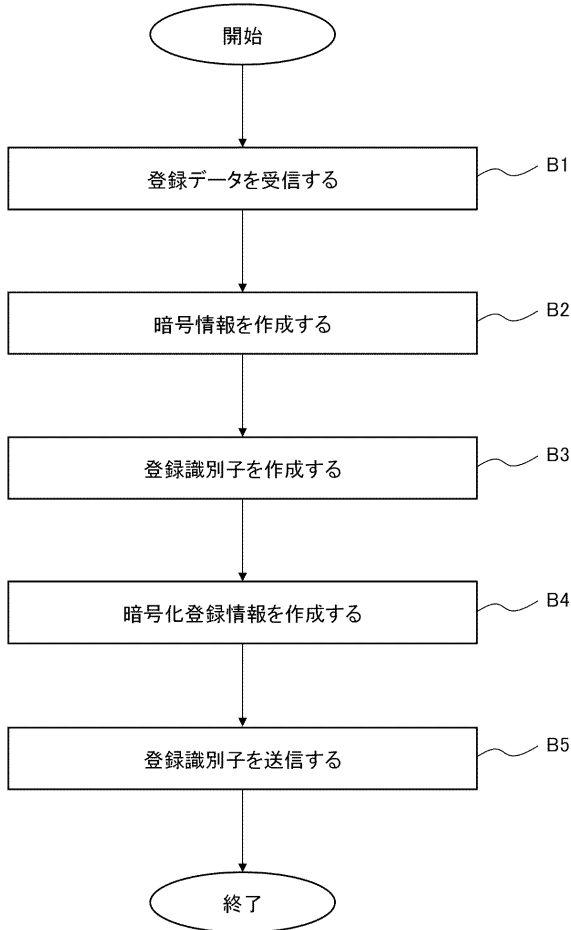 開始
登録データを受信する
B1
暗号情報を作成する
B2
登録識別子を作成する
B3
暗号化登録情報を作成する
B4
登録識別子を送信する
B5
終了